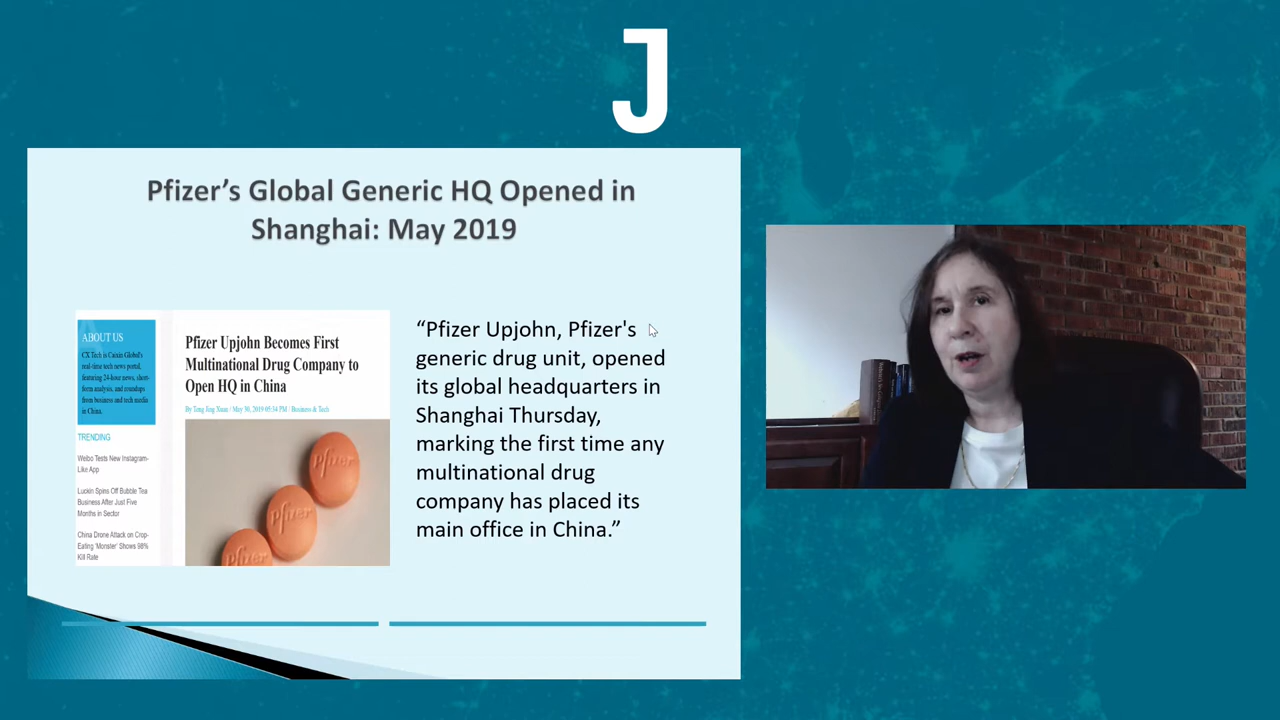 J
Pfizer’s Global Generic HQ Opened in
Shanghai: May 2019
ABOUT US
CX Tech is Caixin Global's
real-time tech news portal,
featuring 24-hour news, short-
form analysis, and roundups
from business and tech media
in China.
TRENDING
Weibo Tests New Instagram-
Like App
Luckin Spins Off Bubble Tea
Business After Just Five
Months in Sector
China Drone Attack on Crop-
Eating 'Monster' Shows 98%
Kill Rate
Pfizer Upjohn Becomes First
Multinational Drug Company to
Open HQ in China
May 30, 2019 05:34 PM / Business & Tech
Pfizer
Pfizer
Pfizer
“Pfizer Upjohn, Pfizer's
generic drug unit, opened
its global headquarters in
Shanghai Thursday,
marking the first time any
multinational drug
company has placed its
main office in China.”